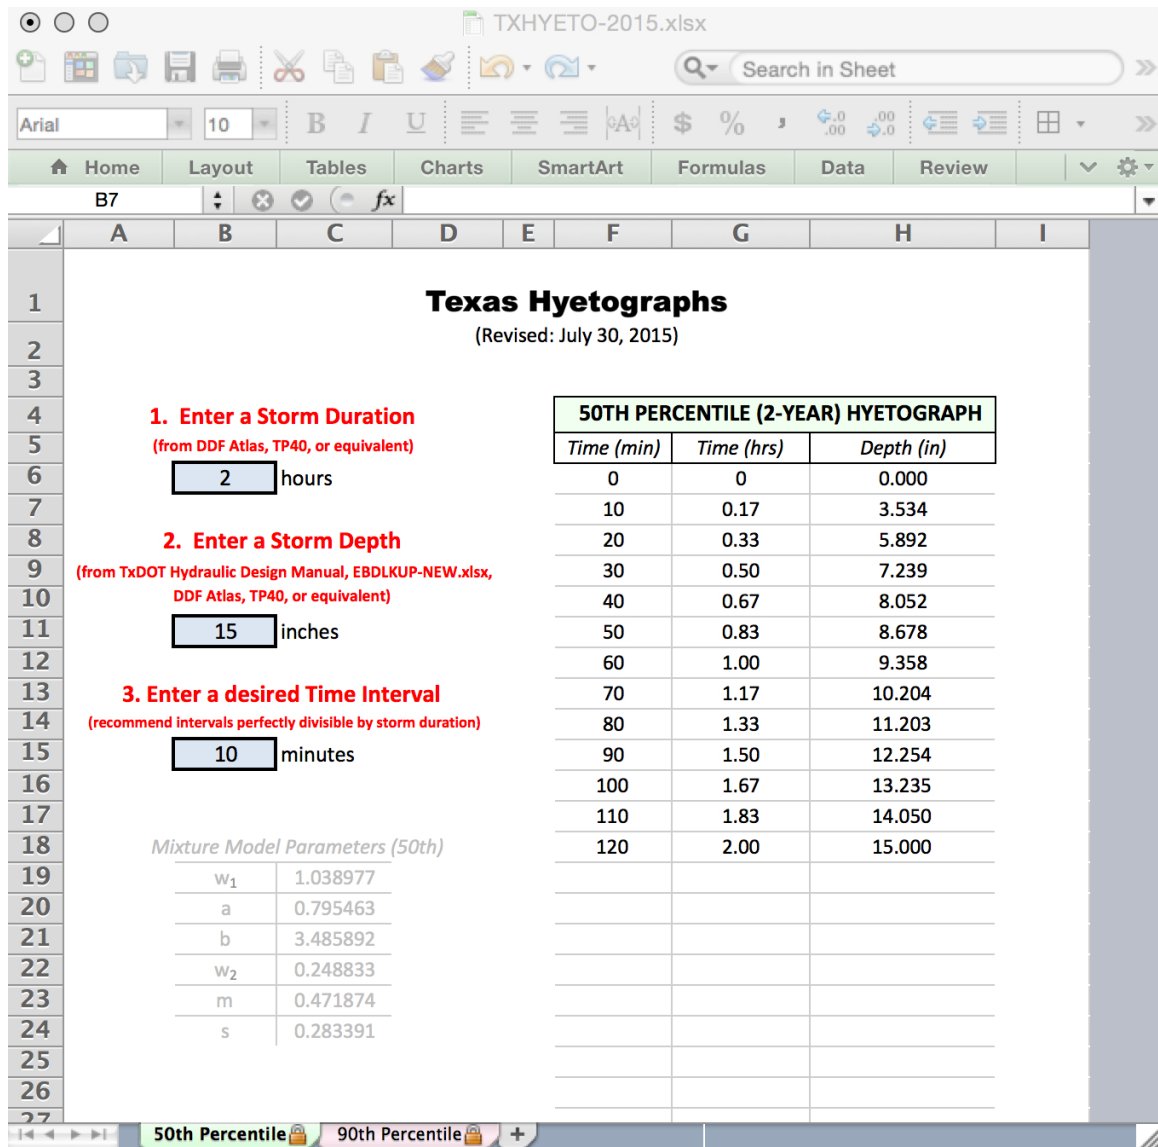 TXHYETO-2015.xlsx
Search in Sheet
Arial 10 B I U A $ % , .0 .00 .00 .0
Home Layout Tables Charts SmartArt Formulas Data Review
B7 fx
A B C D E F G H I
1 Texas Hyetographs
2 (Revised: July 30, 2015)
3
4 1. Enter a Storm Duration 50TH PERCENTILE (2-YEAR) HYETOGRAPH
5 (from DDF Atlas, TP40, or equivalent) Time (min) Time (hrs) Depth (in)
6 2 hours 0 0 0.000
7 10 0.17 3.534
8 2. Enter a Storm Depth 20 0.33 5.892
9 (from TxDOT Hydraulic Design Manual, EBDLKUP-NEW.xlsx, 30 0.50 7.239
10 DDF Atlas, TP40, or equivalent) 40 0.67 8.052
11 15 inches 50 0.83 8.678
12 60 1.00 9.358
13 3. Enter a desired Time Interval 70 1.17 10.204
14 (recommend intervals perfectly divisible by storm duration) 80 1.33 11.203
15 10 minutes 90 1.50 12.254
16 100 1.67 13.235
17 110 1.83 14.050
18 Mixture Model Parameters (50th) 120 2.00 15.000
19 w1 1.038977
20 a 0.795463
21 b 3.485892
22 w2 0.248833
23 m 0.471874
24 s 0.283391
25
26
27
50th Percentile 90th Percentile +